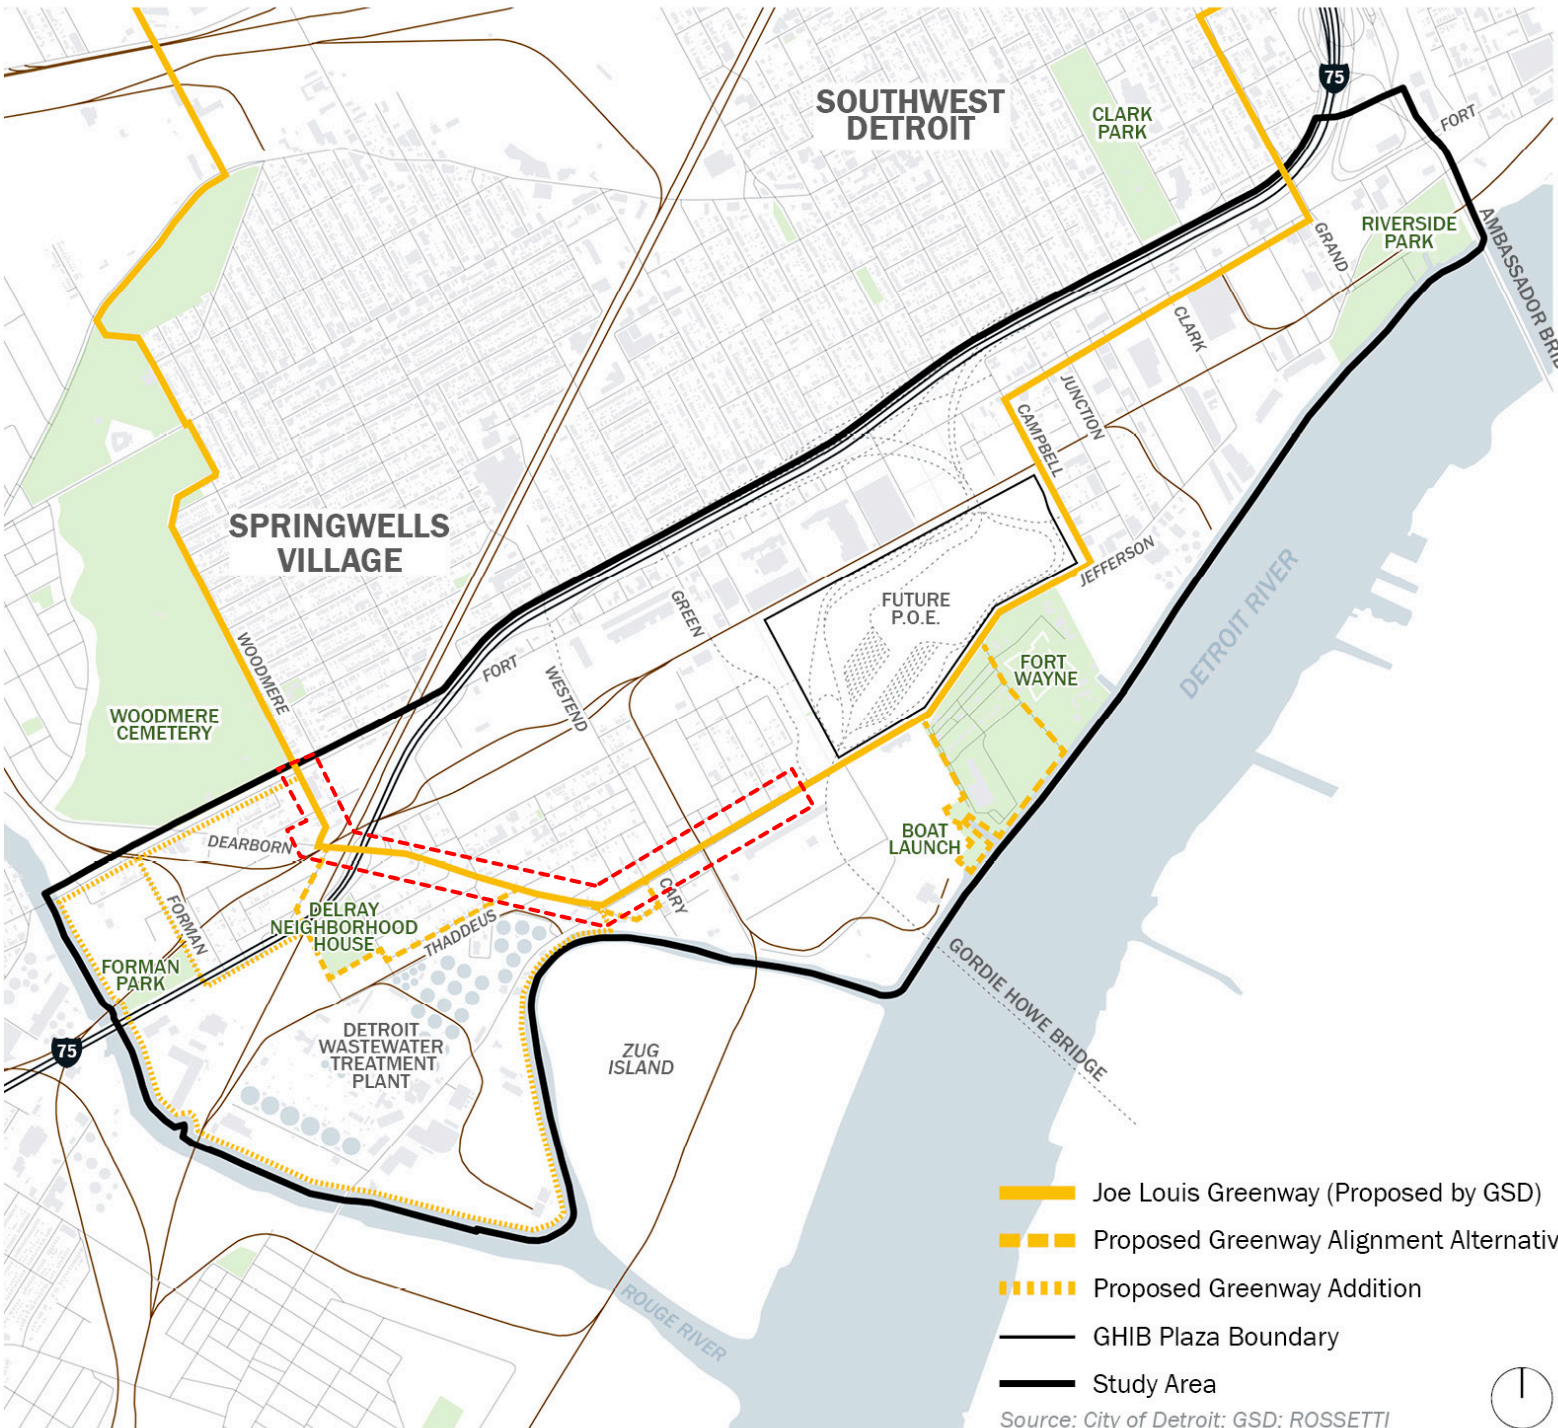 75
SOUTHWEST
DETROIT
CLARK
PARK
FORT
RIVERSIDE
PARK
GRAND
AMBASSADOR BRI
CLARK
JUNCTION
CAMPBELL
SPRINGWELLS
VILLAGE
JEFFERSON
DETROIT RIVER
FUTURE
P.O.E.
GREEN
FORT
WAYNE
WOODMERE
FORT
WESTEND
WOODMERE
CEMETERY
DEARBORN
BOAT
LAUNCH
CARY
FORMAN
DELRAY
NEIGHBORHOOD
HOUSE
THADDEUS
FORMAN
PARK
GORDIE HOWE BRIDGE
DETROIT
WASTEWATER
TREATMENT
PLANT
ZUG
ISLAND
75
ROUGE RIVER
Joe Louis Greenway (Proposed by GSD)
Proposed Greenway Alignment Alternativ
Proposed Greenway Addition
GHIB Plaza Boundary
Study Area
Source: City of Detroit; GSD; ROSSETTI